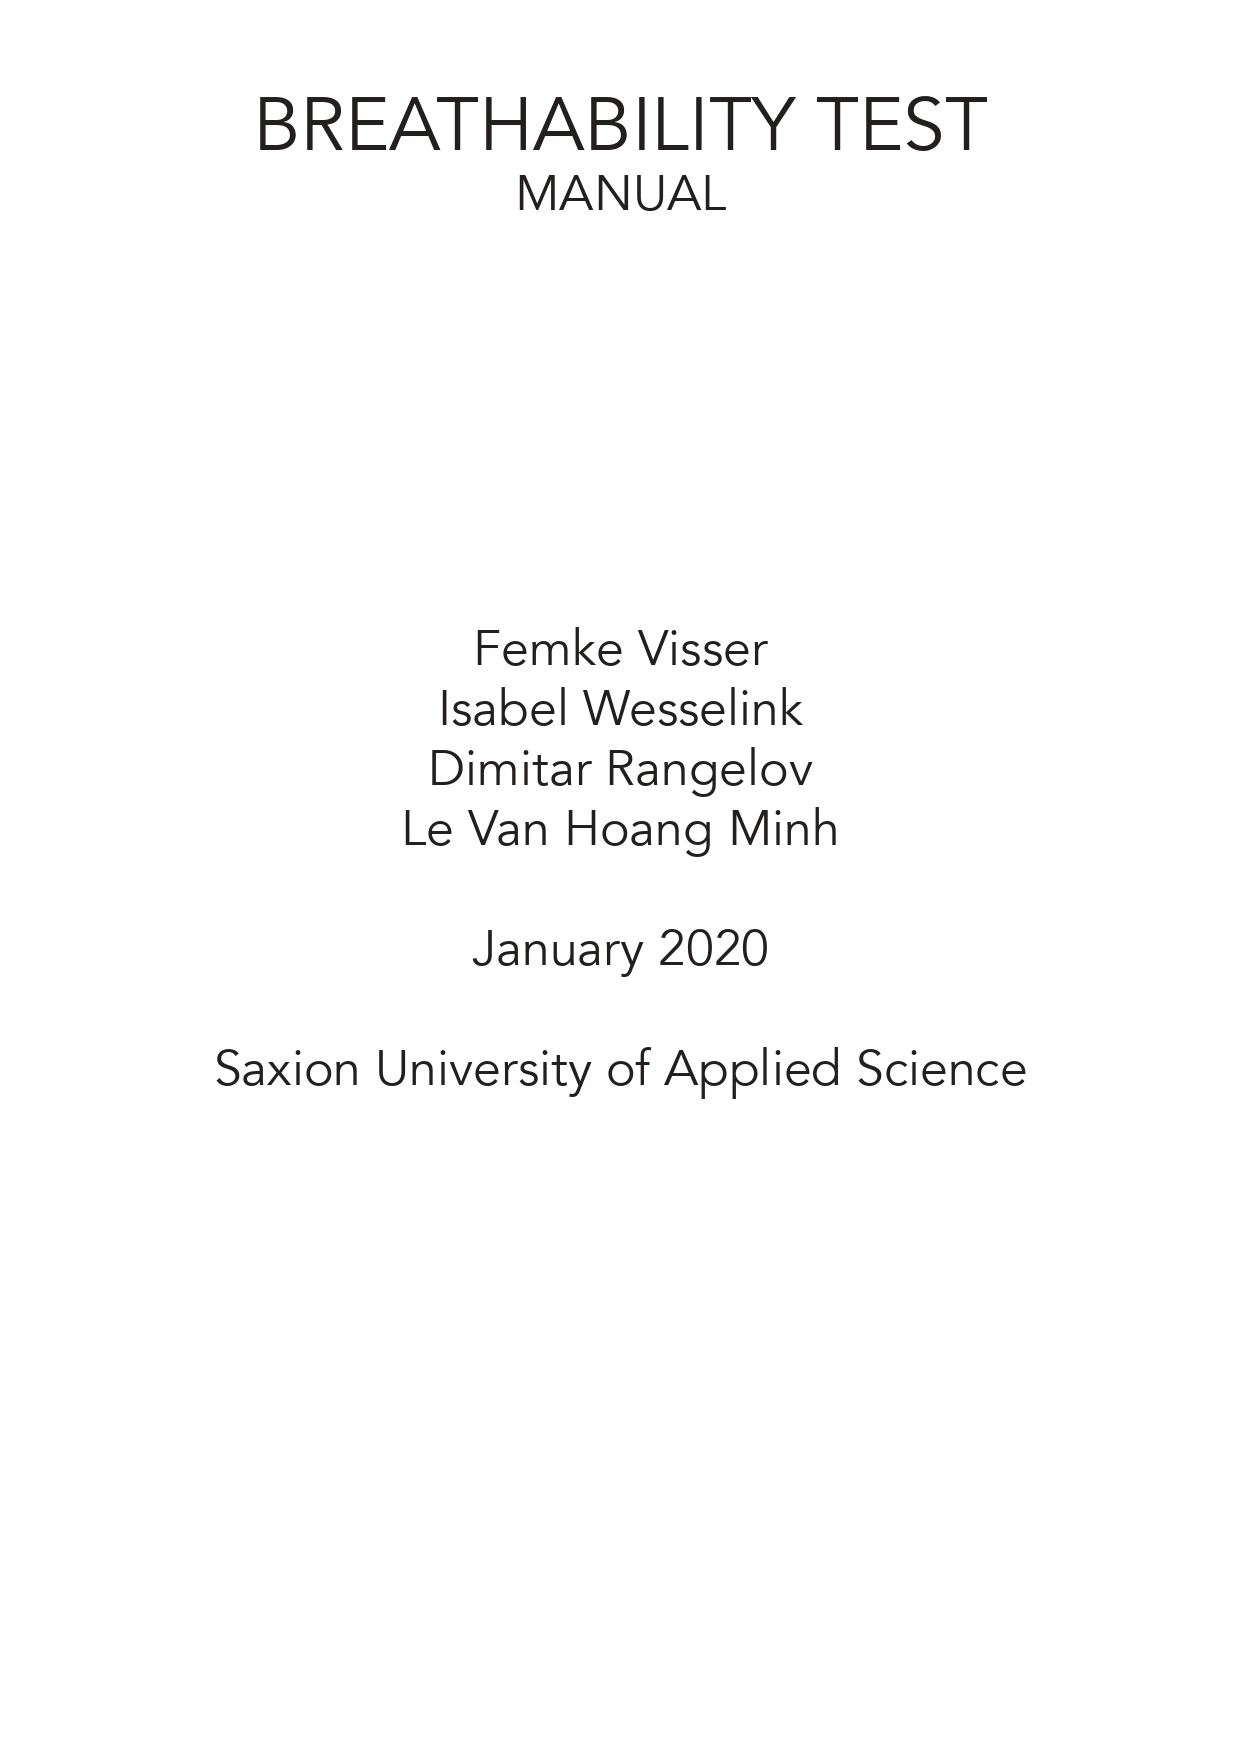 BREATHABILITY TEST
MANUAL
Femke Visser
Isabel Wesselink
Dimitar Rangelov
Le Van Hoang Minh
January 2020
Saxion University of Applied Science